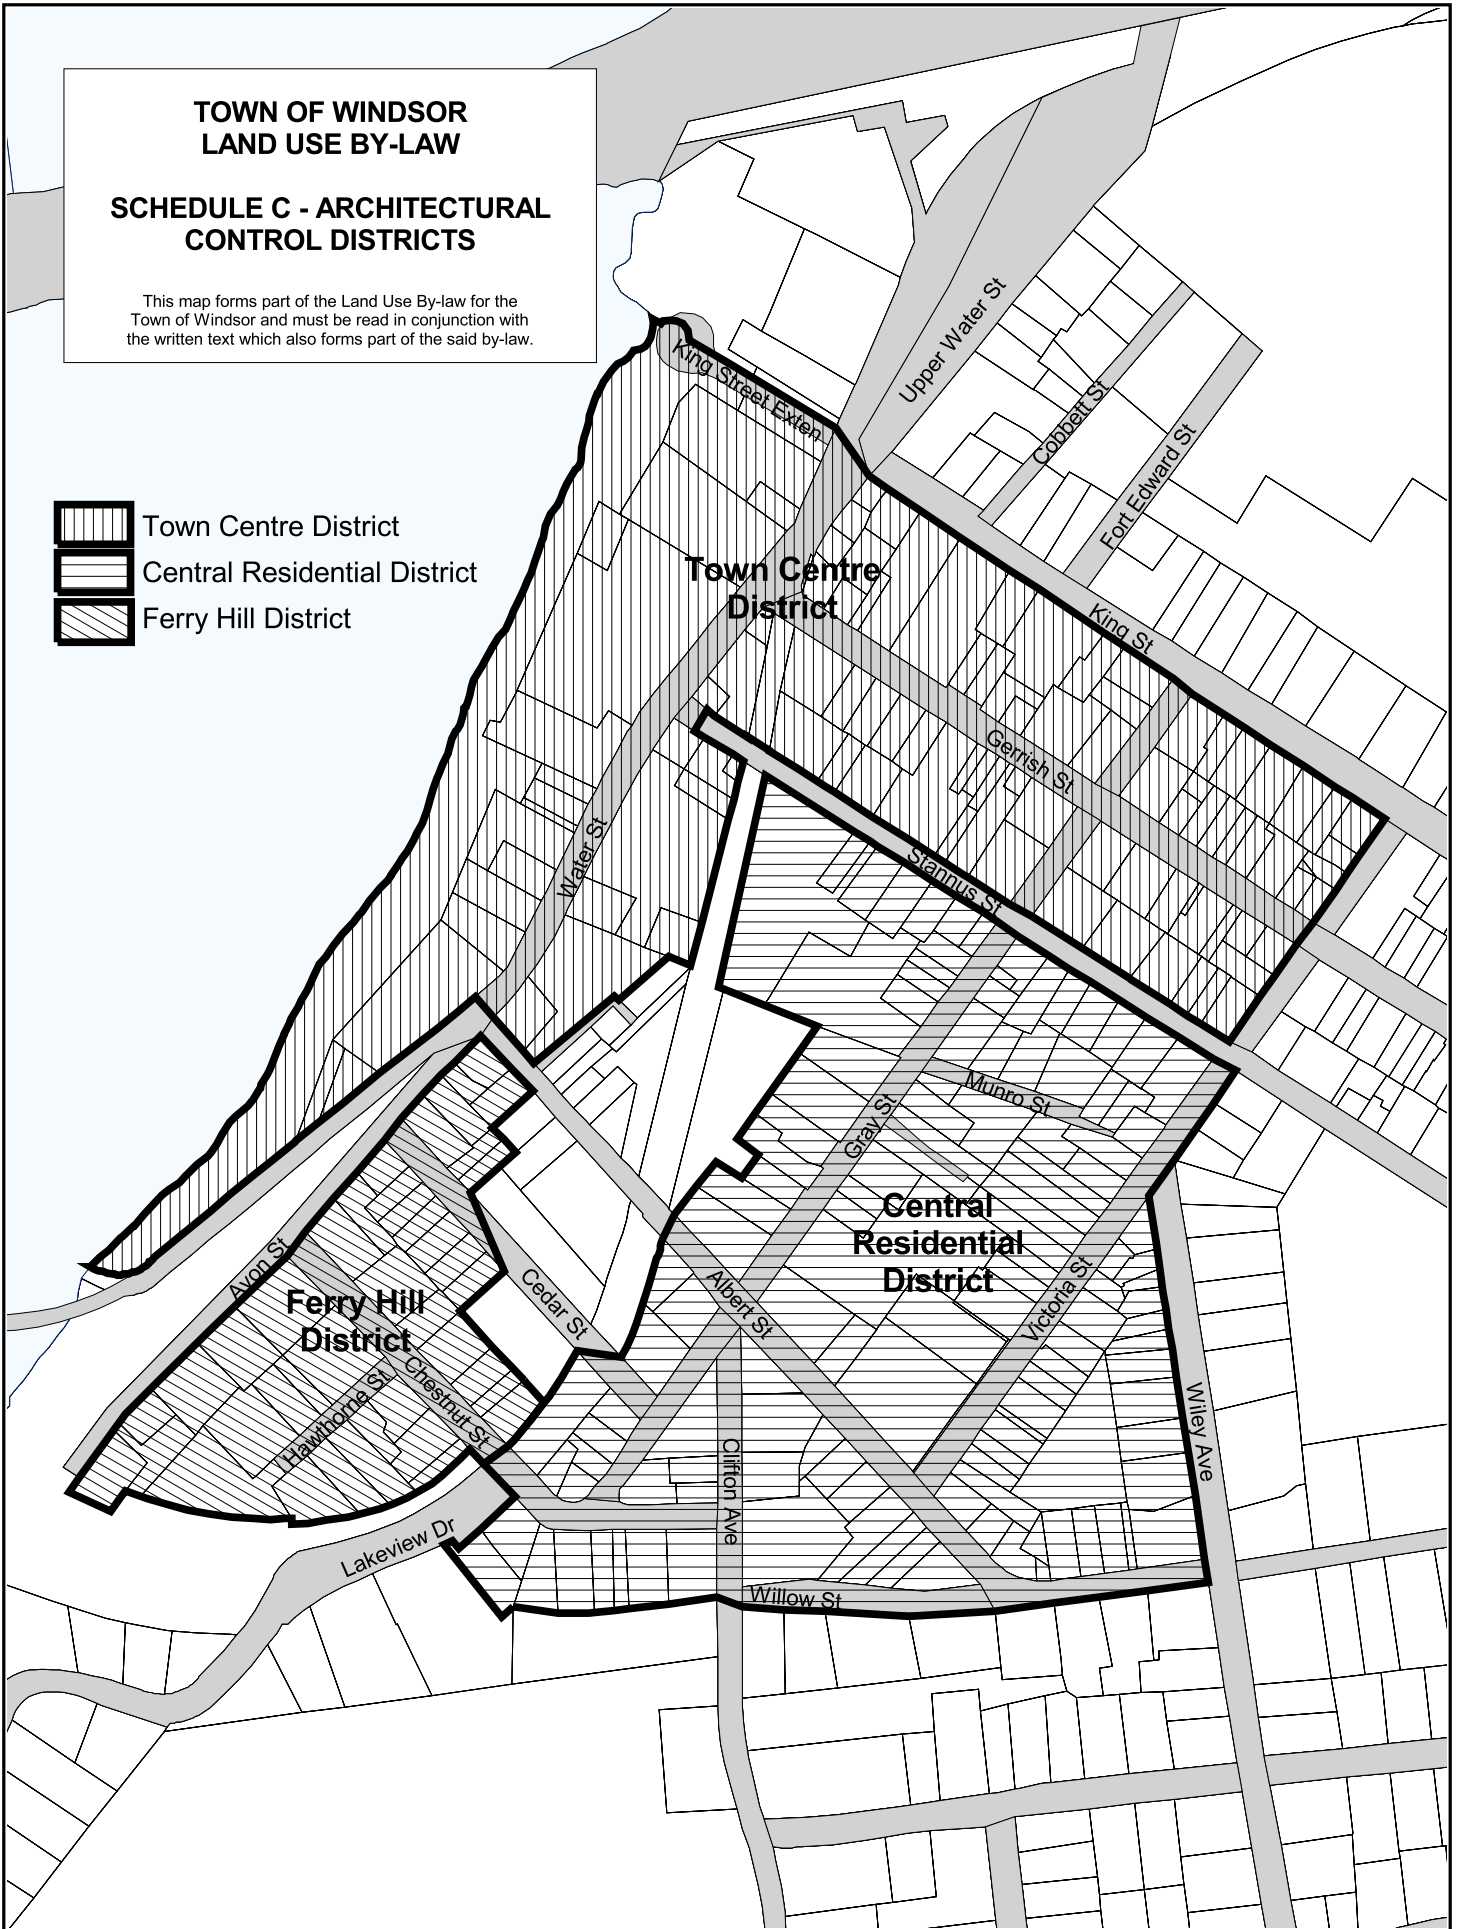 TOWN OF WINDSOR
LAND USE BY-LAW
SCHEDULE C - ARCHITECTURAL
CONTROL DISTRICTS
This map forms part of the Land Use By-law for the
Town of Windsor and must be read in conjunction with
the written text which also forms part of the said by-law.
Town Centre District
Central Residential District
Ferry Hill District
King Street Exten
Upper Water St
Cobbett St
Fort Edward St
Town Centre
District
King St
Gerrish St
Water St
Stannus St
Munro St
Gray St
Central
Residential
District
Avon St
Ferry Hill
District
Cedar St
Albert St
Victoria St
Chestnut St
Hawthorne St
Wiley Ave
Clifton Ave
Lakeview Dr
Willow St